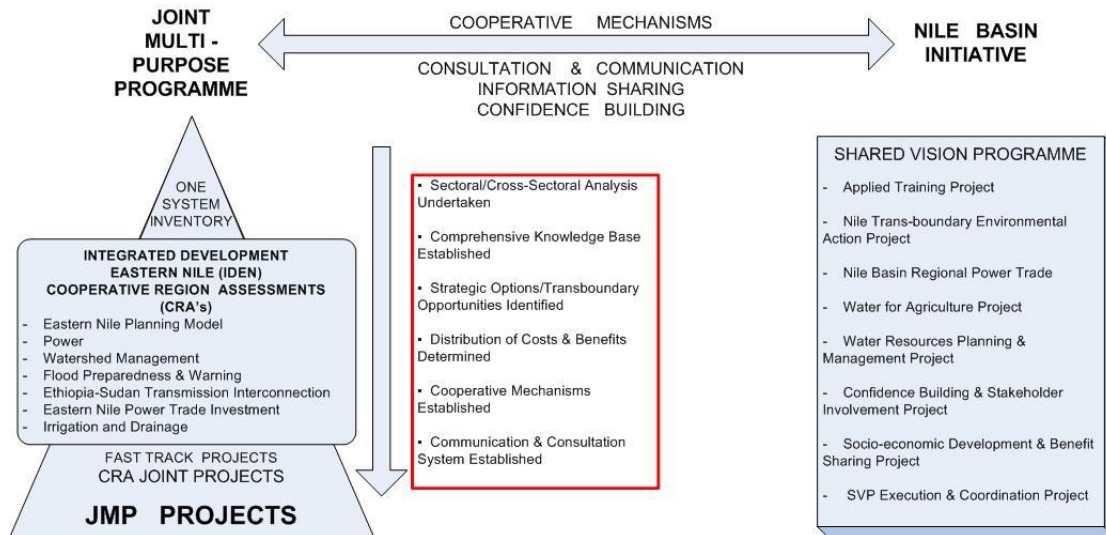 JOINT
MULTI -
PURPOSE
PROGRAMME
COOPERATIVE MECHANISMS
CONSULTATION & COMMUNICATION
INFORMATION SHARING
CONFIDENCE BUILDING
NILE BASIN
INITIATIVE
ONE
SYSTEM
INVENTORY
INTEGRATED DEVELOPMENT
EASTERN NILE (IDEN)
COOPERATIVE REGION ASSESSMENTS
(CRA's)
- Eastern Nile Planning Model
- Power
- Watershed Management
- Flood Preparedness & Warning
- Ethiopia-Sudan Transmission Interconnection
- Eastern Nile Power Trade Investment
- Irrigation and Drainage
FAST TRACK PROJECTS
CRA JOINT PROJECTS
JMP PROJECTS
▪ Sectoral/Cross-Sectoral Analysis
Undertaken
▪ Comprehensive Knowledge Base
Established
▪ Strategic Options/Transboundary
Opportunities Identified
▪ Distribution of Costs & Benefits
Determined
▪ Cooperative Mechanisms
Established
▪ Communication & Consultation
System Established
SHARED VISION PROGRAMME
- Applied Training Project
- Nile Trans-boundary Environmental
Action Project
- Nile Basin Regional Power Trade
- Water for Agriculture Project
- Water Resources Planning &
Management Project
- Confidence Building & Stakeholder
Involvement Project
- Socio-economic Development & Benefit
Sharing Project
- SVP Execution & Coordination Project